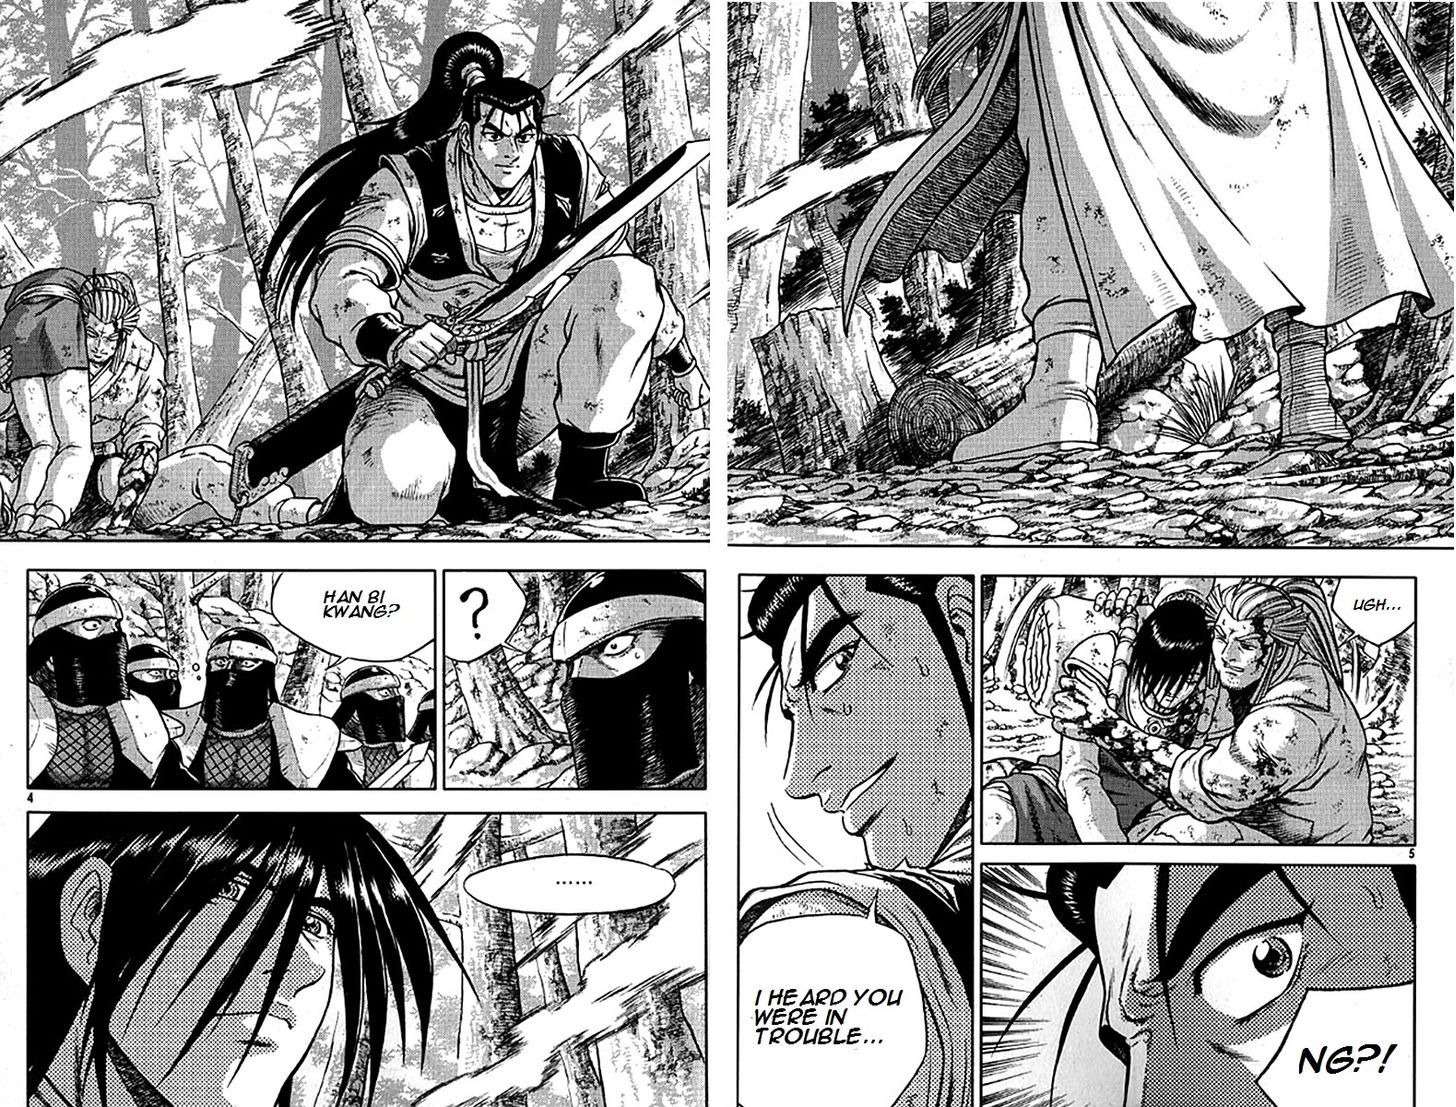 HAN BI
KWANG?
?
4
......
I HEARD YOU
WERE IN
TROUBLE...
UGH...
5
NG?!